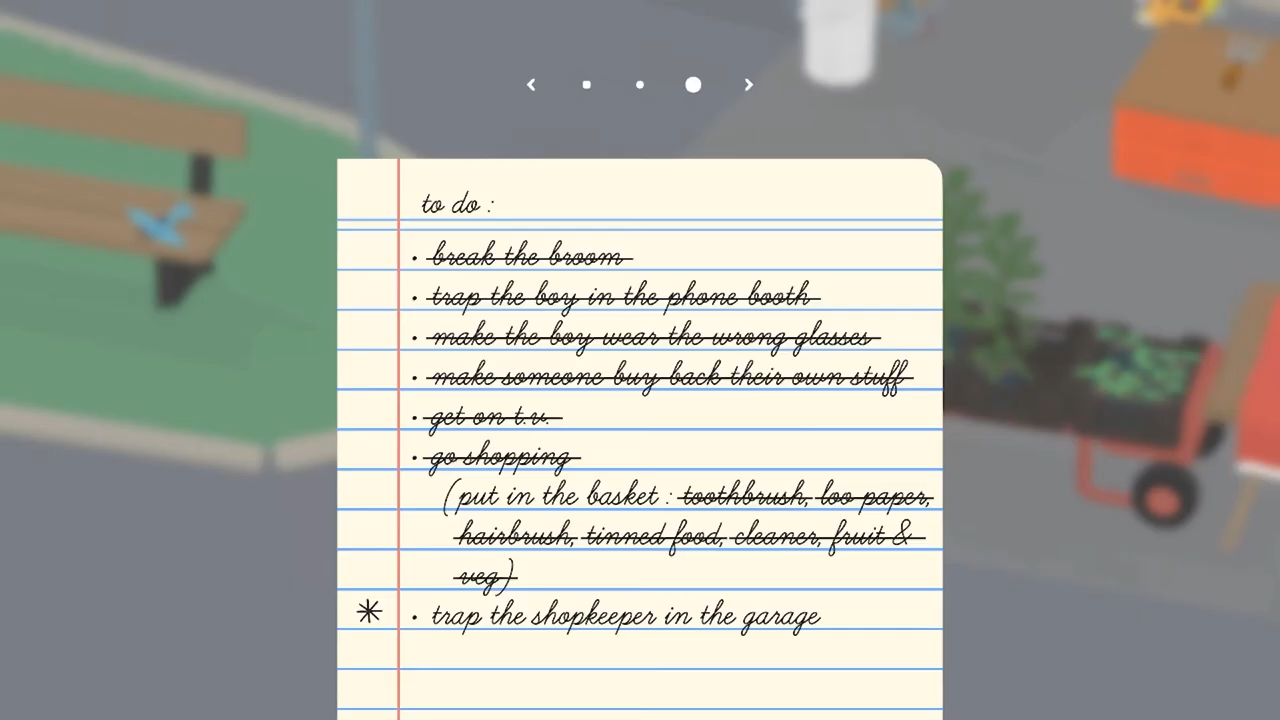 to do :
• break the broom
• trap the boy in the phone booth
• make the boy wear the wrong glasses
• make someone buy back their own stuff
• get on t.v.
• go shopping
(put in the basket : toothbrush, loo paper,
hairbrush, tinned food, cleaner, fruit &
veg)
* • trap the shopkeeper in the garage